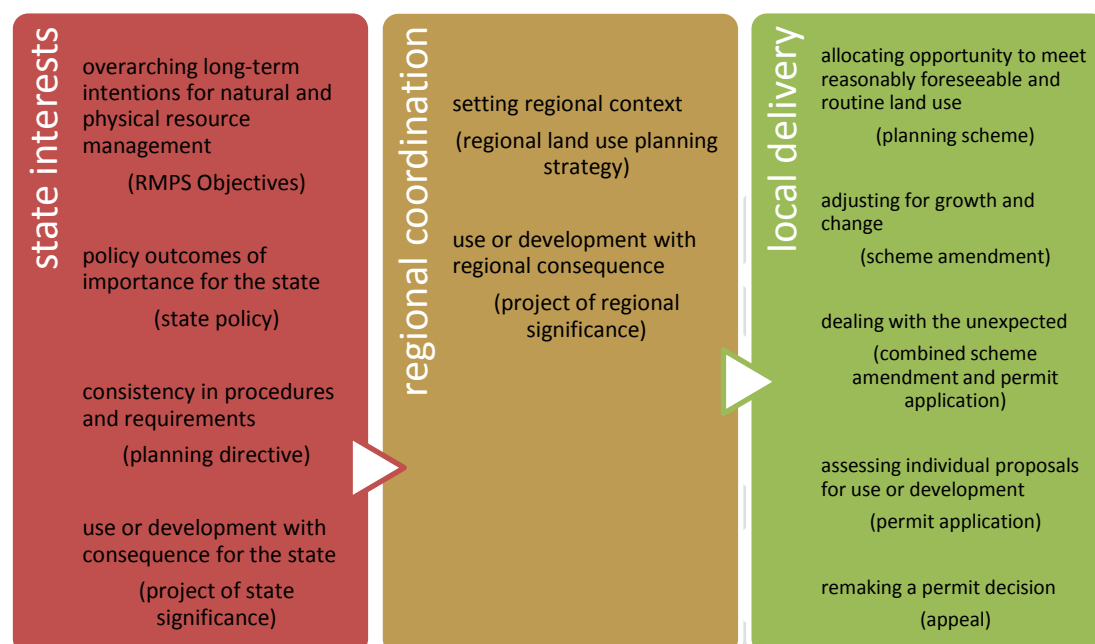 state interests
overarching long-term
intentions for natural and
physical resource
management
(RMPS Objectives)
policy outcomes of
importance for the state
(state policy)
consistency in procedures
and requirements
(planning directive)
use or development with
consequence for the state
(project of state
significance)
regional coordination
setting regional context
(regional land use planning
strategy)
use or development with
regional consequence
(project of regional
significance)
local delivery
allocating opportunity to meet
reasonably foreseeable and
routine land use
(planning scheme)
adjusting for growth and
change
(scheme amendment)
dealing with the unexpected
(combined scheme
amendment and permit
application)
assessing individual proposals
for use or development
(permit application)
remaking a permit decision
(appeal)